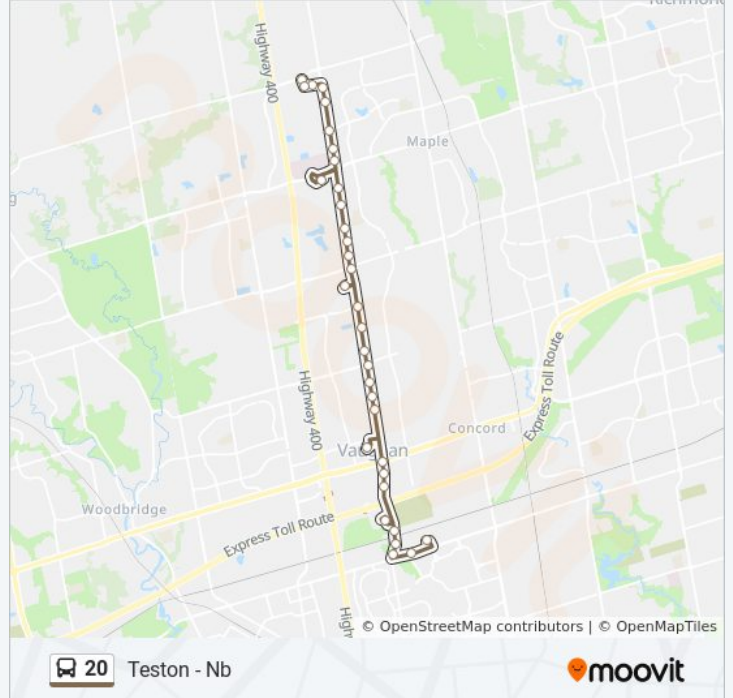 Richmond
Highway 400
Maple
Highway 400
Express Toll Route
Concord
Vaughan
Woodbridge
Express Toll Route
High
© OpenStreetMap contributors | © OpenMapTiles
20 Teston - Nb
moovit